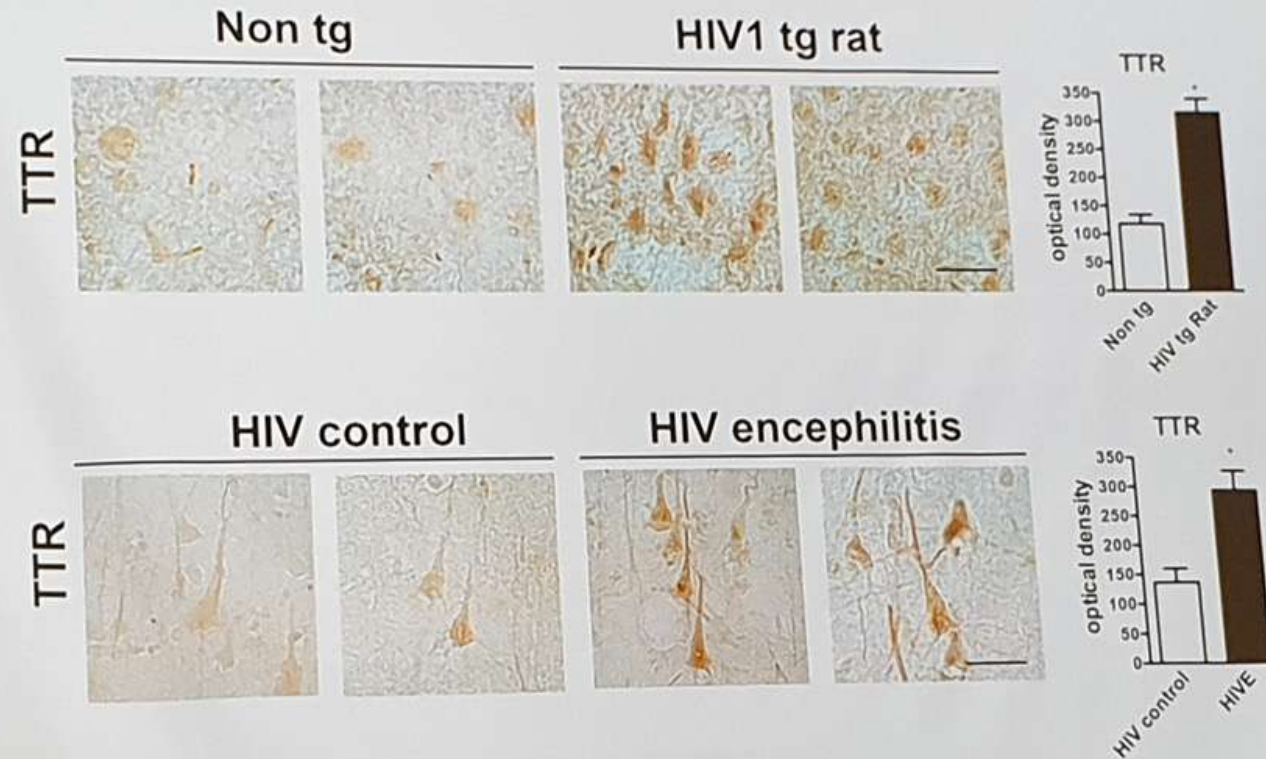 Non tg
HIV1 tg rat
TTR
TTR
optical density
350
300
250
200
150
100
50
0
*
Non tg
HIV tg Rat
HIV control
HIV encephilitis
TTR
TTR
optical density
350
300
250
200
150
100
50
0
*
HIV control
HIVE